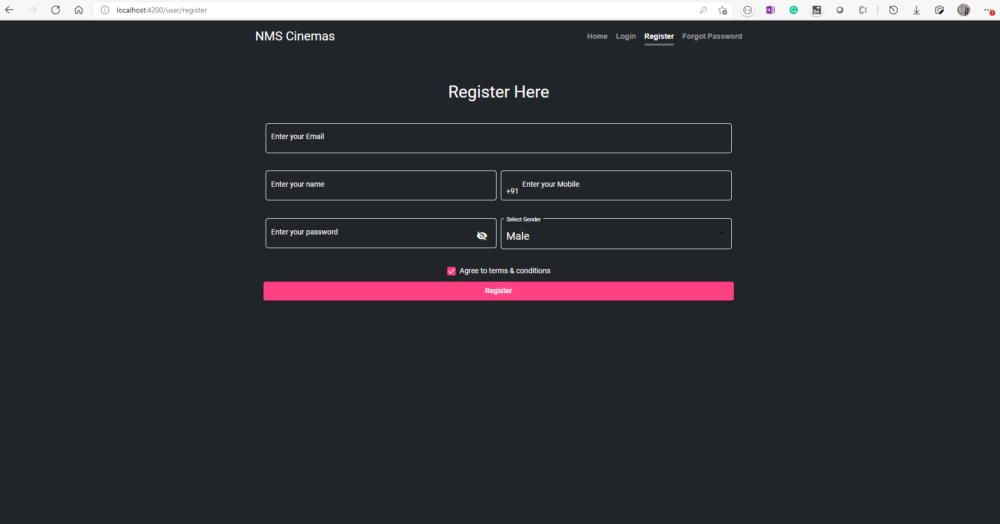 localhost:4200/user/register
NMS Cinemas
Home Login Register Forgot Password
Register Here
Enter your Email
Enter your name
+91 Enter your Mobile
Enter your password
Select Gender
Male
Agree to terms & conditions
Register